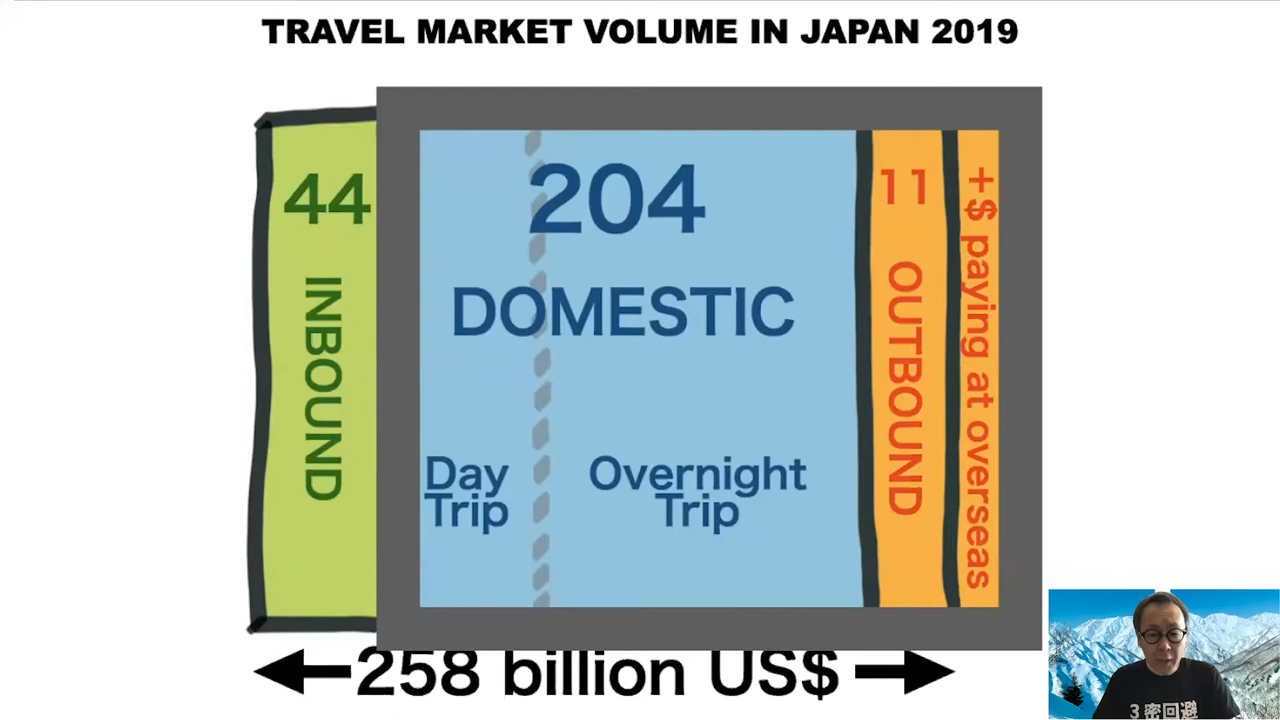 TRAVEL MARKET VOLUME IN JAPAN 2019
44
INBOUND
204
DOMESTIC
Day
Trip
Overnight
Trip
11
OUTBOUND
+$ paying at overseas
258 billion US$
3密回避